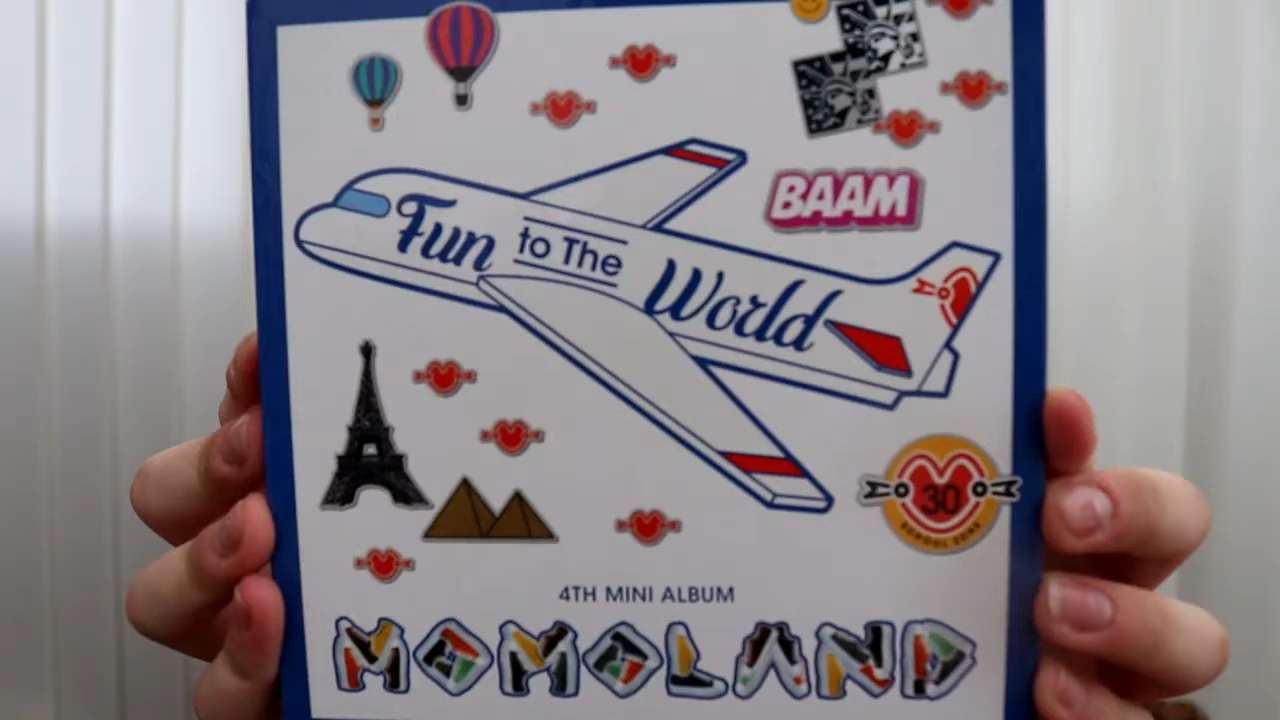 BAAM
Fun to The World
30
SCHOOL ZONE
4TH MINI ALBUM
MOMOLAND